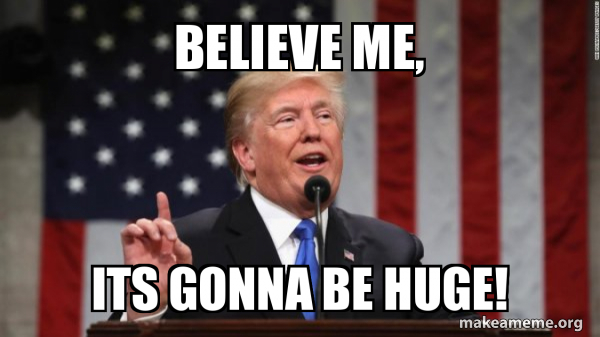 BELIEVE ME,
ITS GONNA BE HUGE!
makeameme.org